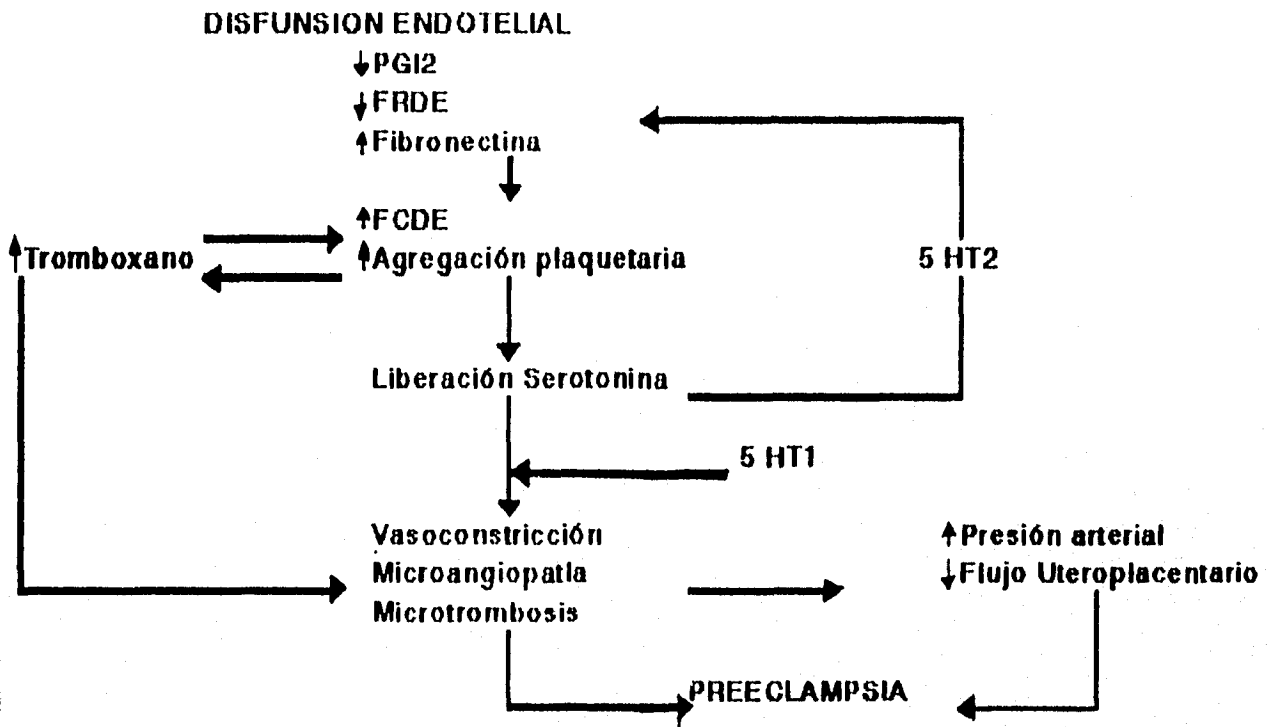 DISFUNSION ENDOTELIAL
↓PGI2
↓FRDE
↑Fibronectina
↑FCDE
↑Tromboxano
↑Agregación plaquetaria
5 HT2
Liberación Serotonina
5 HT1
Vasoconstricción
Microangiopatla
Microtrombosis
↑Presión arterial
↓Flujo Uteroplacentario
PREECLAMPSIA